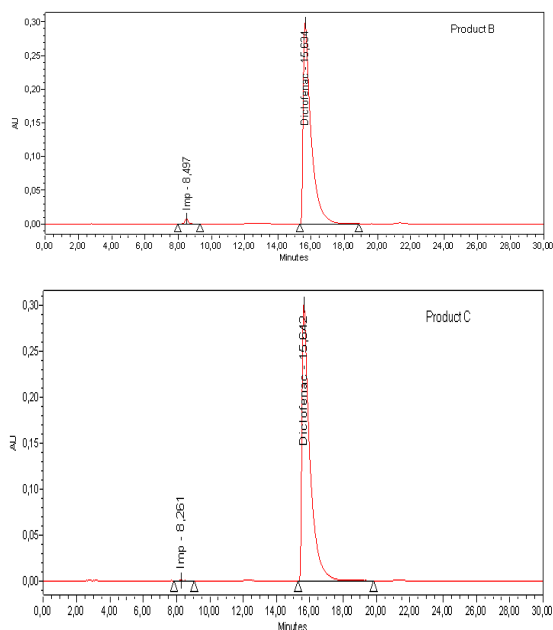 Product B
0,30
0,25
0,20
0,15
0,10
0,05
0,00
AU
Imp - 8,497
Diclofenac - 15,634
0,00 2,00 4,00 6,00 8,00 10,00 12,00 14,00 16,00 18,00 20,00 22,00 24,00 26,00 28,00 30,00
Minutes
Product C
0,30
0,25
0,20
0,15
0,10
0,05
0,00
AU
Imp - 8,261
Diclofenac - 15,642
0,00 2,00 4,00 6,00 8,00 10,00 12,00 14,00 16,00 18,00 20,00 22,00 24,00 26,00 28,00 30,00
Minutes